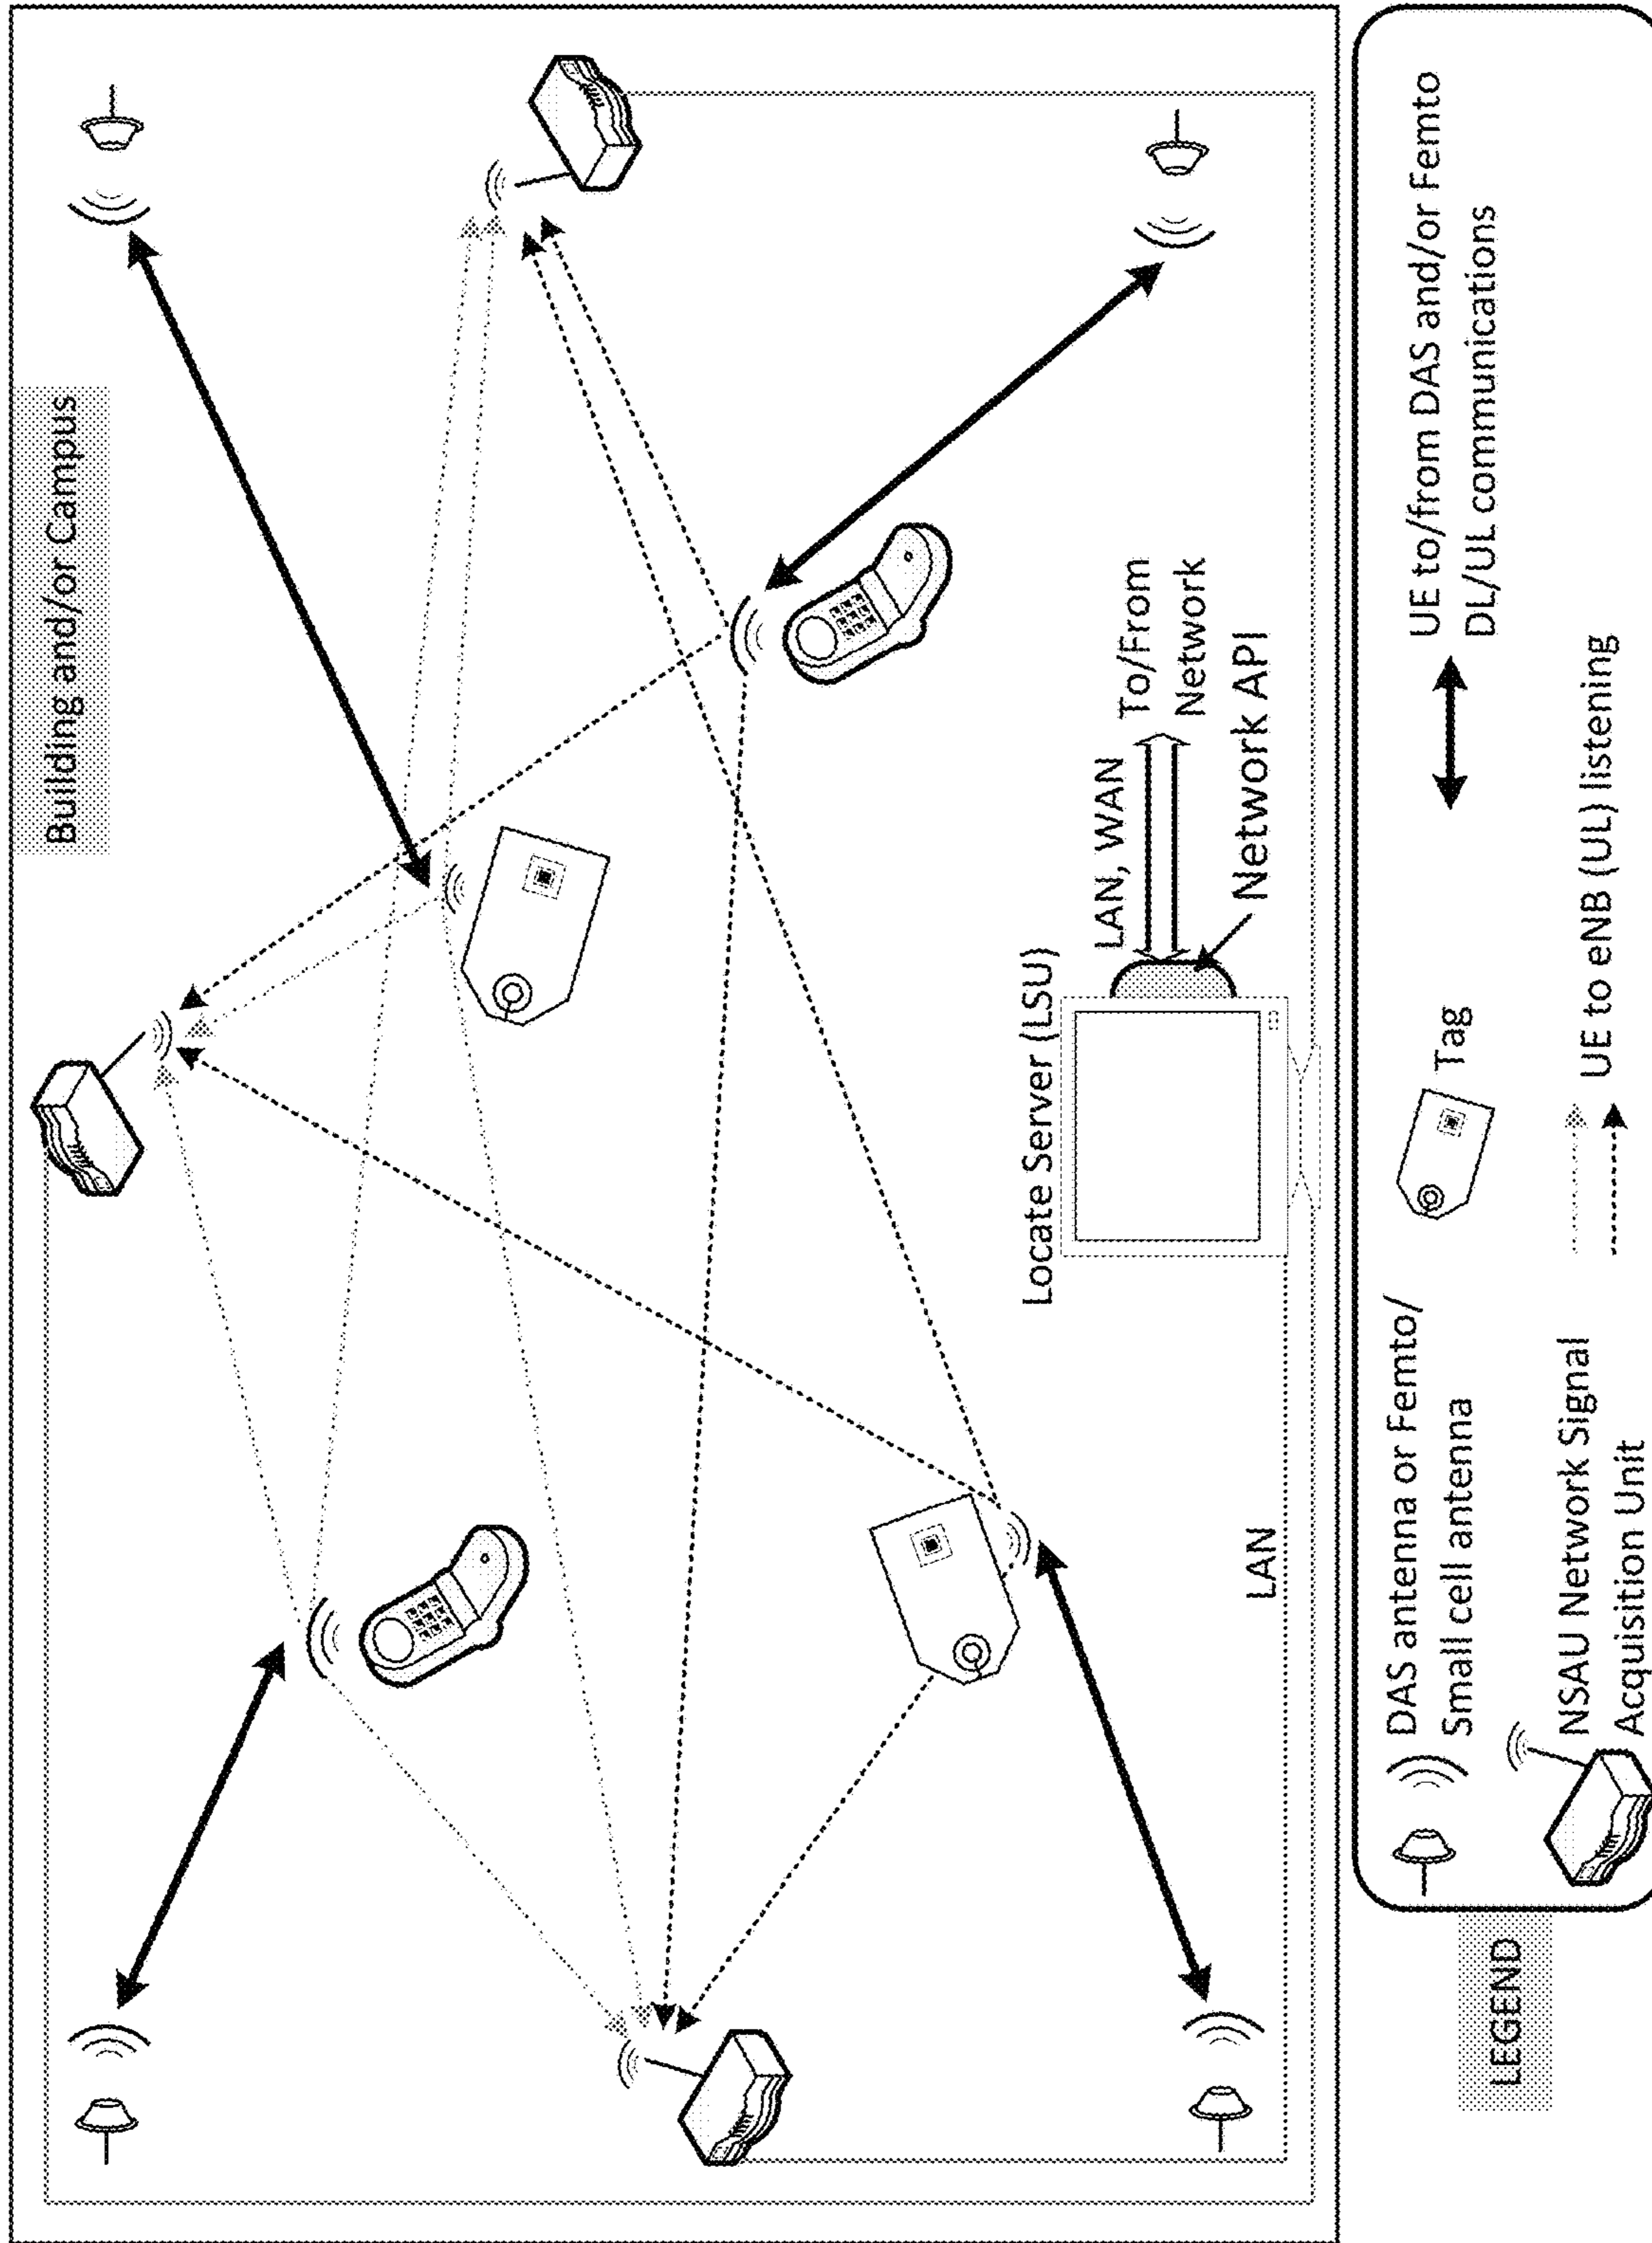 Building and/or Campus
Locate Server (LSU)
LAN, WAN
To/From
Network
Network API
LAN
LEGEND
DAS antenna or Femto/
Small cell antenna
Tag
UE to/from DAS and/or Femto
DL/UL communications
NSAU Network Signal
Acquisition Unit
UE to eNB (UL) listening